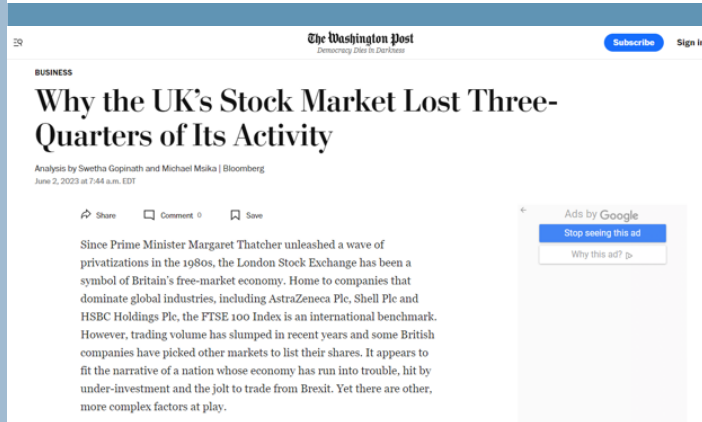 The Washington Post
Democracy Dies in Darkness
Subscribe
Sign in
BUSINESS
Why the UK's Stock Market Lost Three-
Quarters of Its Activity
Analysis by Swetha Gopinath and Michael Msika | Bloomberg
June 2, 2023 at 7:44 a.m. EDT
Share
Comment 0
Save
Since Prime Minister Margaret Thatcher unleashed a wave of
privatizations in the 1980s, the London Stock Exchange has been a
symbol of Britain's free-market economy. Home to companies that
dominate global industries, including AstraZeneca Plc, Shell Plc and
HSBC Holdings Plc, the FTSE 100 Index is an international benchmark.
However, trading volume has slumped in recent years and some British
companies have picked other markets to list their shares. It appears to
fit the narrative of a nation whose economy has run into trouble, hit by
under-investment and the jolt to trade from Brexit. Yet there are other,
more complex factors at play.
Ads by Google
Stop seeing this ad
Why this ad?